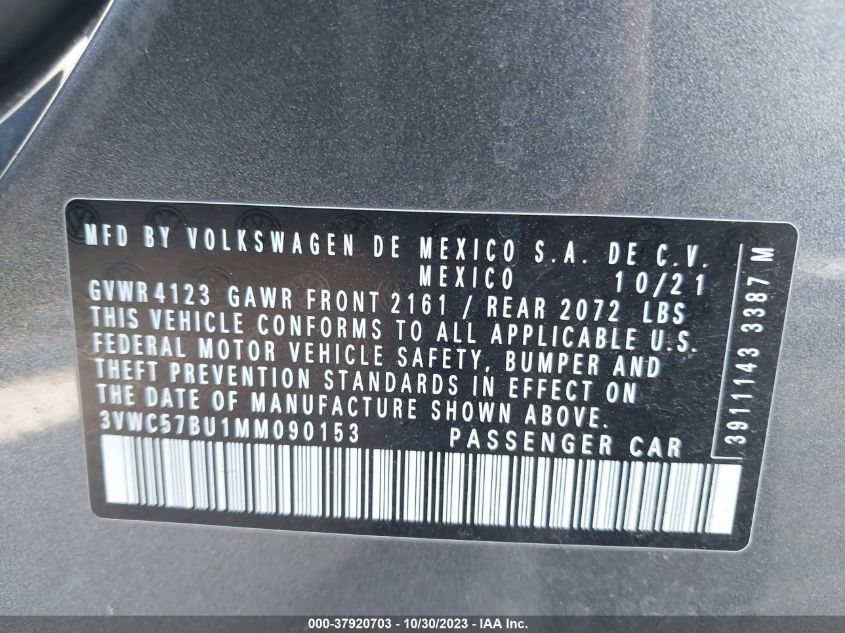 MFD BY VOLKSWAGEN DE MEXICO S.A. DE C.V.
MEXICO 10/21
GVWR 4123 GAWR FRONT 2161 / REAR 2072 LBS
THIS VEHICLE CONFORMS TO ALL APPLICABLE U.S.
FEDERAL MOTOR VEHICLE SAFETY, BUMPER AND
THEFT PREVENTION STANDARDS IN EFFECT ON
THE DATE OF MANUFACTURE SHOWN ABOVE.
3VWC57BU1MM090153 PASSENGER CAR
3911143 3387 M
000-37920703 - 10/30/2023 - IAA Inc.